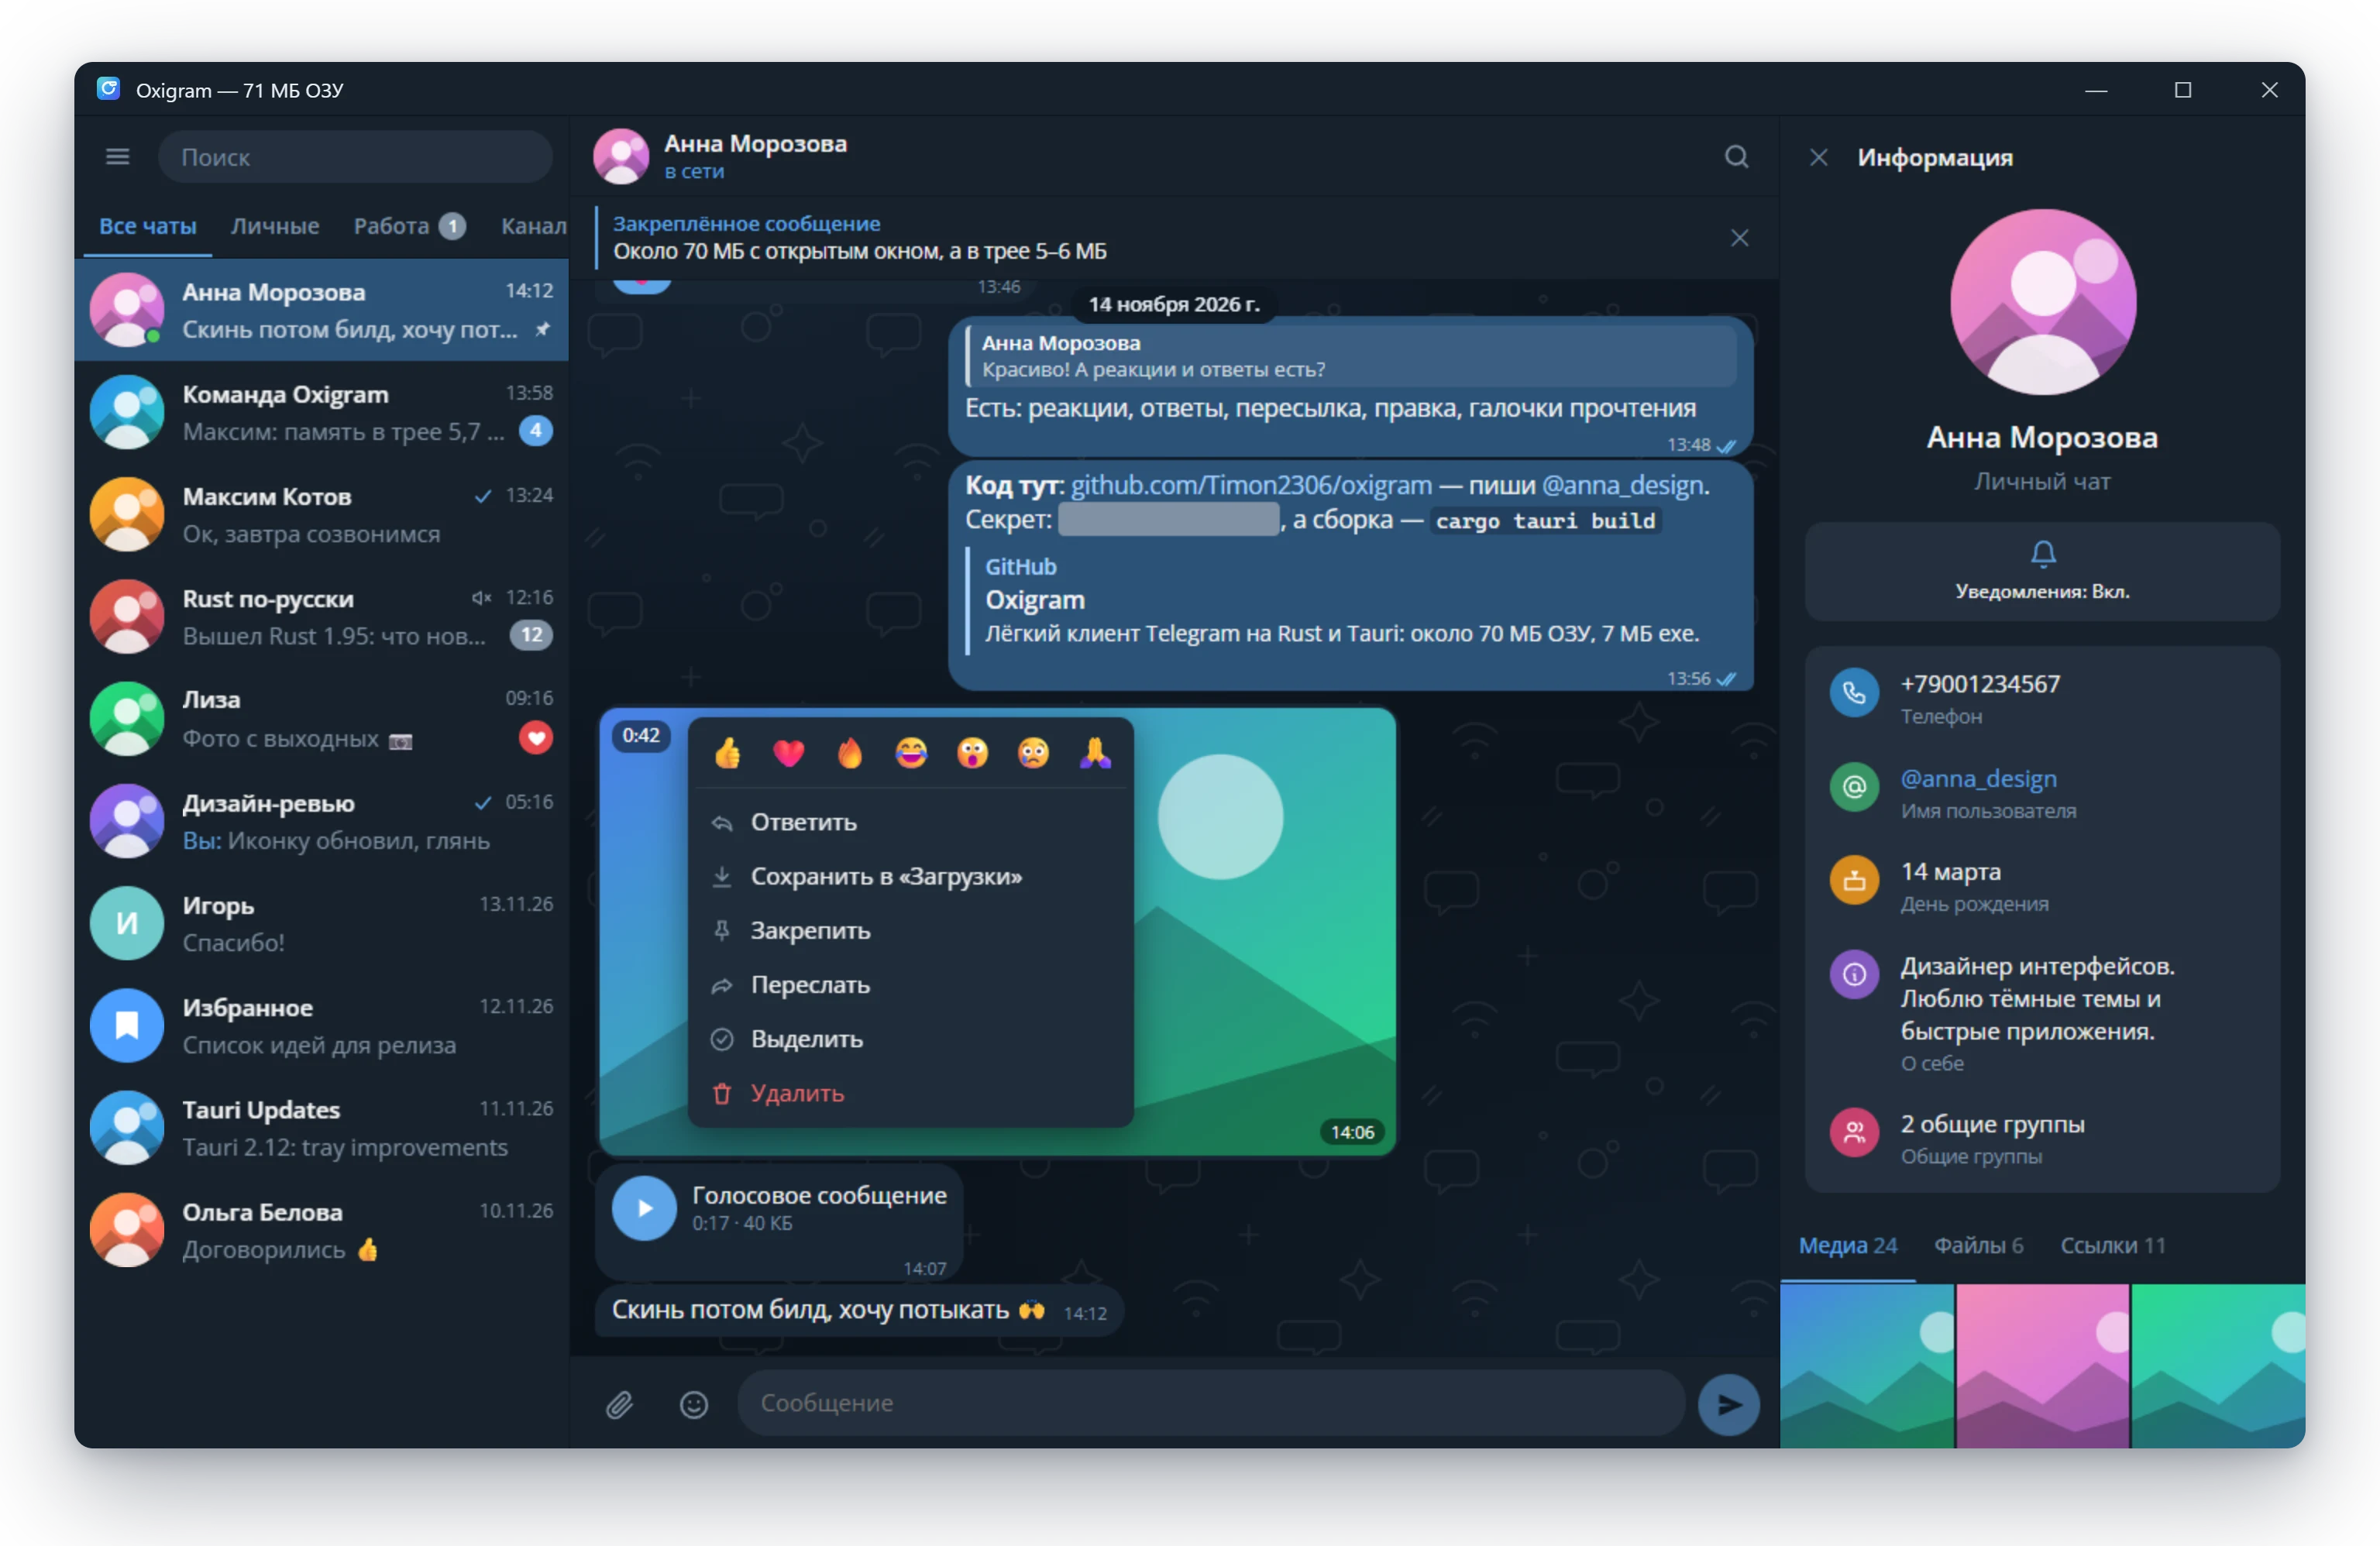 Oxigram — 71 МБ ОЗУ
Поиск
Все чаты Личные Работа 1 Канал
Анна Морозова 14:12
Скинь потом билд, хочу пот...
Команда Oxigram 13:58
Максим: память в трее 5,7 ... 4
Максим Котов 13:24
Ок, завтра созвонимся
Rust по-русски 12:16
Вышел Rust 1.95: что нов... 12
Лиза 09:16
Фото с выходных 📷
Дизайн-ревью 05:16
Вы: Иконку обновил, глянь
И
Игорь 13.11.26
Спасибо!
Избранное 12.11.26
Список идей для релиза
Tauri Updates 11.11.26
Tauri 2.12: tray improvements
Ольга Белова 10.11.26
Договорились 👍
Анна Морозова
в сети
Закреплённое сообщение
Около 70 МБ с открытым окном, а в трее 5–6 МБ
13:46
14 ноября 2026 г.
Анна Морозова
Красиво! А реакции и ответы есть?
Есть: реакции, ответы, пересылка, правка, галочки прочтения
13:48
Код тут: github.com/Timon2306/oxigram — пиши @anna_design.
Секрет: , а сборка — cargo tauri build
GitHub
Oxigram
Лёгкий клиент Telegram на Rust и Tauri: около 70 МБ ОЗУ, 7 МБ exe.
13:56
0:42
👍 ❤️ 🔥 😂 😲 😢 🙏
Ответить
Сохранить в «Загрузки»
Закрепить
Переслать
Выделить
Удалить
14:06
Голосовое сообщение
0:17 · 40 КБ
14:07
Скинь потом билд, хочу потыкать 🙌 14:12
Сообщение
Информация
Анна Морозова
Личный чат
Уведомления: Вкл.
+79001234567
Телефон
@anna_design
Имя пользователя
14 марта
День рождения
Дизайнер интерфейсов.
Люблю тёмные темы и
быстрые приложения.
О себе
2 общие группы
Общие группы
Медиа 24 Файлы 6 Ссылки 11